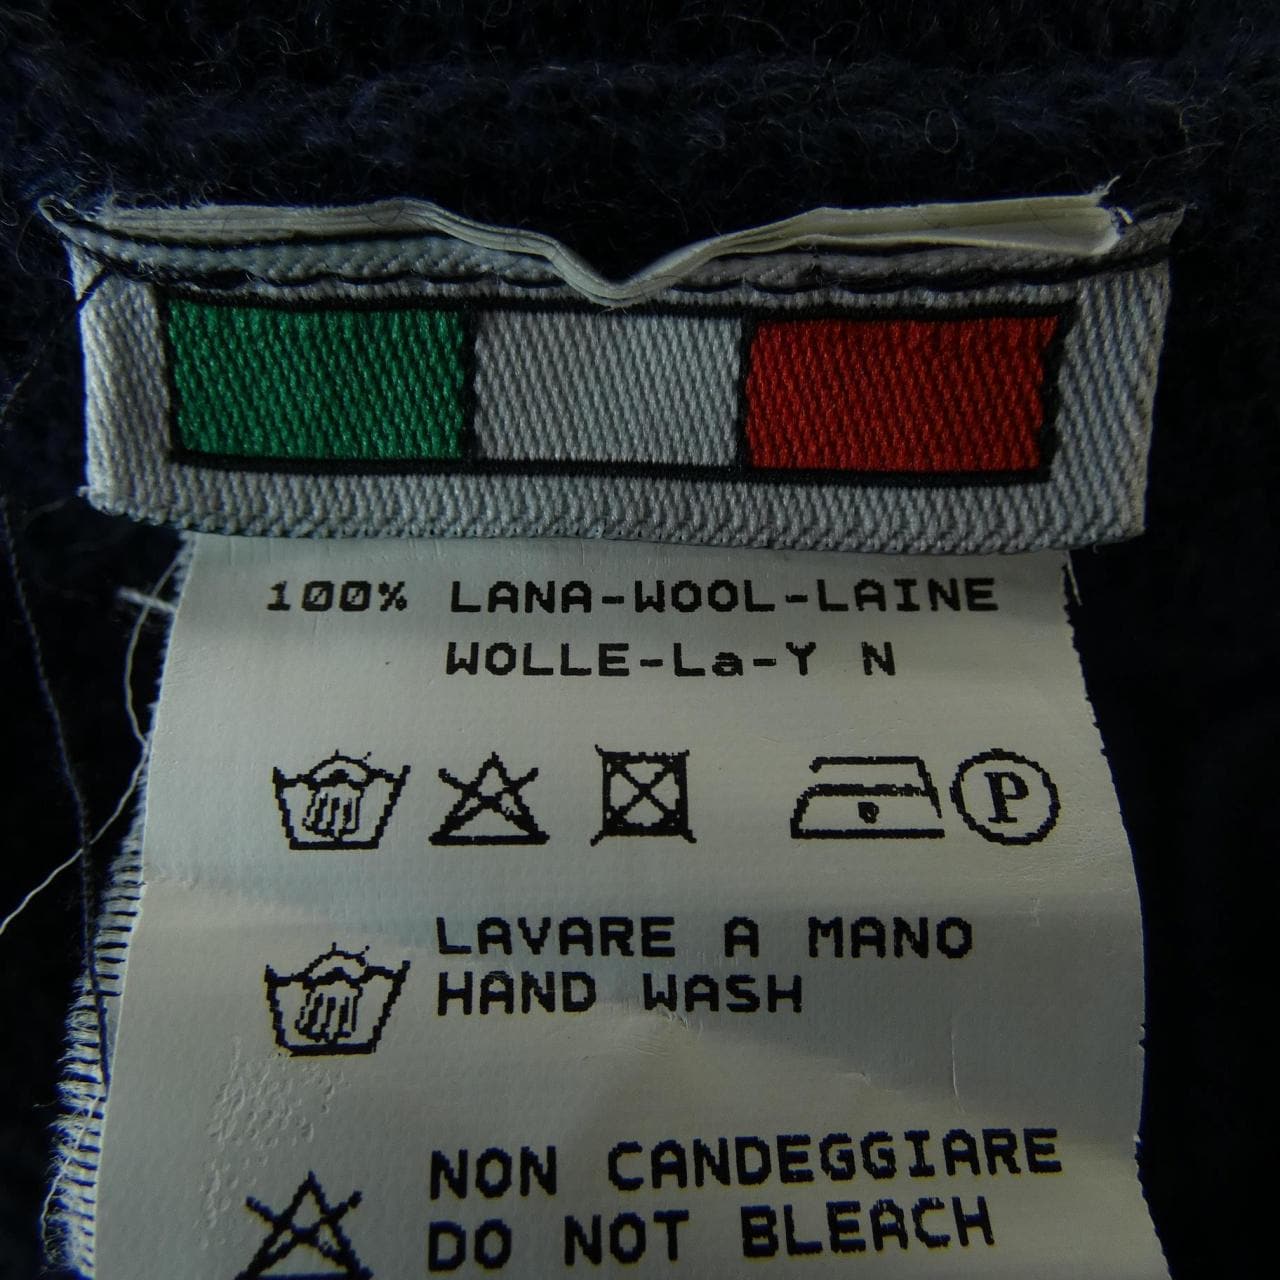 100% LANA-WOOL-LAINE
WOLLE-La-Y N
P
LAVARE A MANO
HAND WASH
NON CANDEGGIARE
DO NOT BLEACH